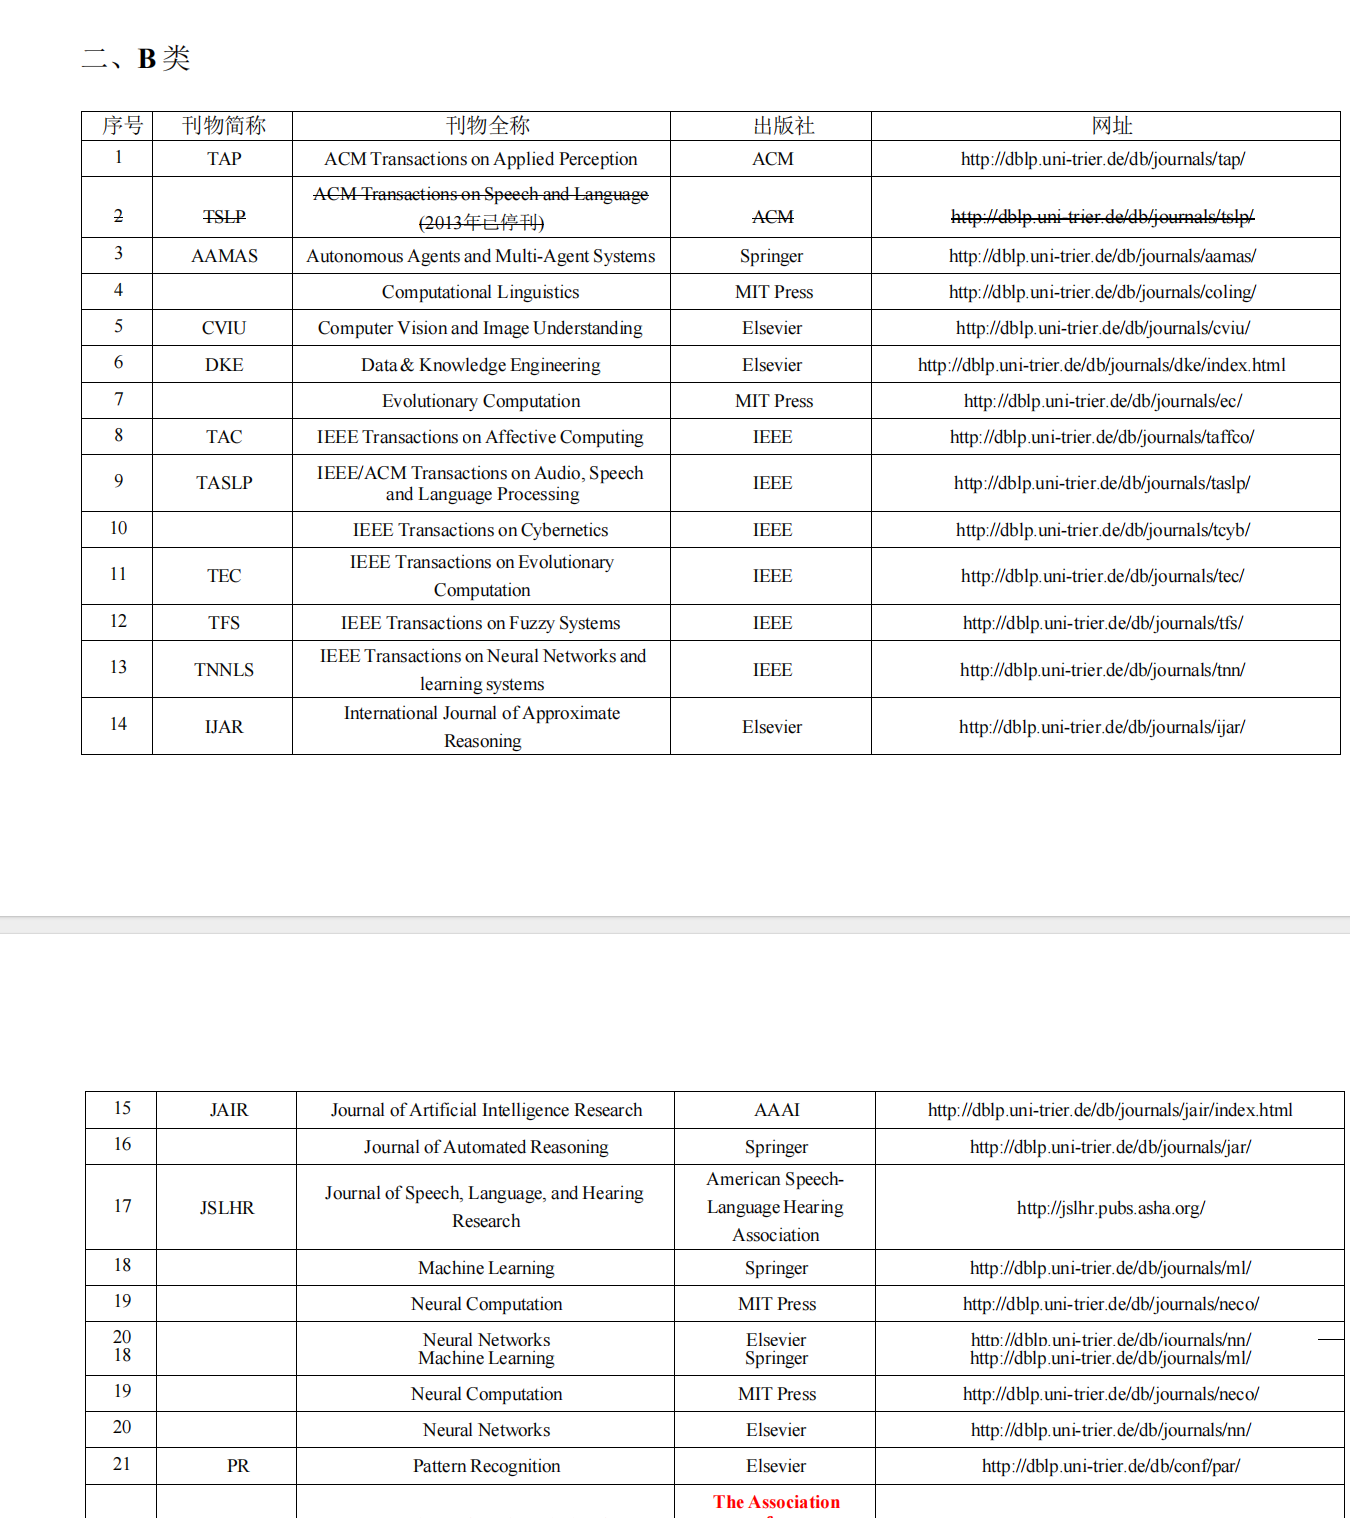 二、B 类
序号 刊物简称 刊物全称 出版社 网址
1 TAP ACM Transactions on Applied Perception ACM http://dblp.uni-trier.de/db/journals/tap/
ACM Transactions on Speech and Language
2 TSLP (2013年已停刊) ACM http://dblp.uni-trier.de/db/journals/tslp/
3 AAMAS Autonomous Agents and Multi-Agent Systems Springer http://dblp.uni-trier.de/db/journals/aamas/
4 Computational Linguistics MIT Press http://dblp.uni-trier.de/db/journals/coling/
5 CVIU Computer Vision and Image Understanding Elsevier http://dblp.uni-trier.de/db/journals/cviu/
6 DKE Data & Knowledge Engineering Elsevier http://dblp.uni-trier.de/db/journals/dke/index.html
7 Evolutionary Computation MIT Press http://dblp.uni-trier.de/db/journals/ec/
8 TAC IEEE Transactions on Affective Computing IEEE http://dblp.uni-trier.de/db/journals/taffco/
9 TASLP IEEE/ACM Transactions on Audio, Speech
and Language Processing IEEE http://dblp.uni-trier.de/db/journals/taslp/
10 IEEE Transactions on Cybernetics IEEE http://dblp.uni-trier.de/db/journals/tcyb/
11 TEC IEEE Transactions on Evolutionary
Computation IEEE http://dblp.uni-trier.de/db/journals/tec/
12 TFS IEEE Transactions on Fuzzy Systems IEEE http://dblp.uni-trier.de/db/journals/tfs/
13 TNNLS IEEE Transactions on Neural Networks and
learning systems IEEE http://dblp.uni-trier.de/db/journals/tnn/
14 IJAR International Journal of Approximate
Reasoning Elsevier http://dblp.uni-trier.de/db/journals/ijar/
15 JAIR Journal of Artificial Intelligence Research AAAI http://dblp.uni-trier.de/db/journals/jair/index.html
16 Journal of Automated Reasoning Springer http://dblp.uni-trier.de/db/journals/jar/
17 JSLHR Journal of Speech, Language, and Hearing
Research American Speech-
Language Hearing
Association http://jslhr.pubs.asha.org/
18 Machine Learning Springer http://dblp.uni-trier.de/db/journals/ml/
19 Neural Computation MIT Press http://dblp.uni-trier.de/db/journals/neco/
20 Neural Networks Elsevier http://dblp.uni-trier.de/db/journals/nn/
18 Machine Learning Springer http://dblp.uni-trier.de/db/journals/ml/
19 Neural Computation MIT Press http://dblp.uni-trier.de/db/journals/neco/
20 Neural Networks Elsevier http://dblp.uni-trier.de/db/journals/nn/
21 PR Pattern Recognition Elsevier http://dblp.uni-trier.de/db/conf/par/
The Association